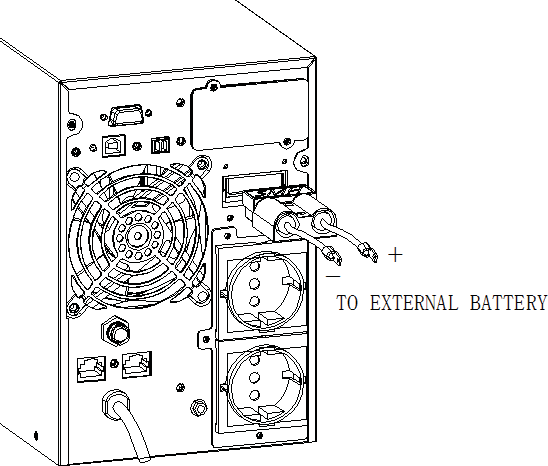 +
−
TO EXTERNAL BATTERY